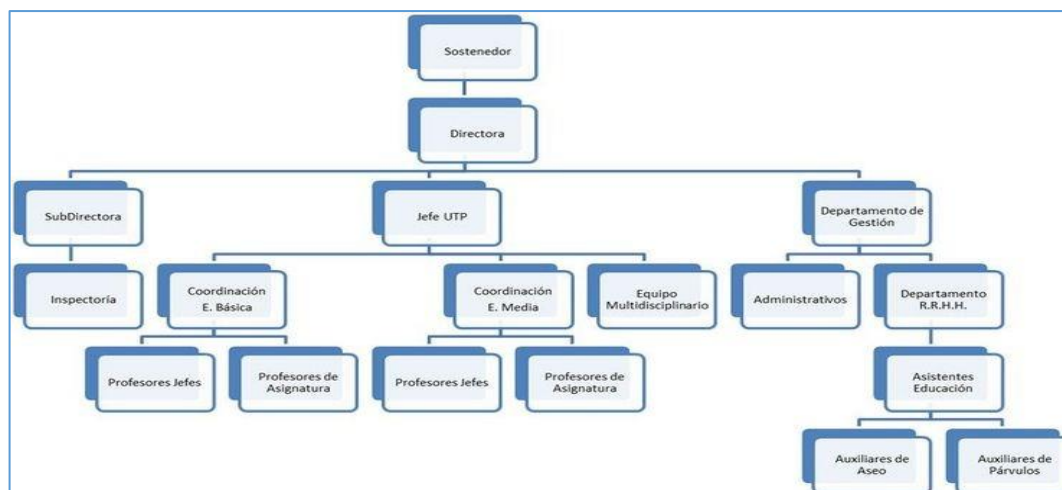 Sostenedor
Directora
SubDirectora
Jefe UTP
Departamento de
Gestión
Inspectoría
Coordinación
E. Básica
Coordinación
E. Media
Equipo
Multidisciplinario
Administrativos
Departamento
R.R.H.H.
Profesores Jefes
Profesores de
Asignatura
Profesores Jefes
Profesores de
Asignatura
Asistentes
Educación
Auxiliares de
Aseo
Auxiliares de
Párvulos